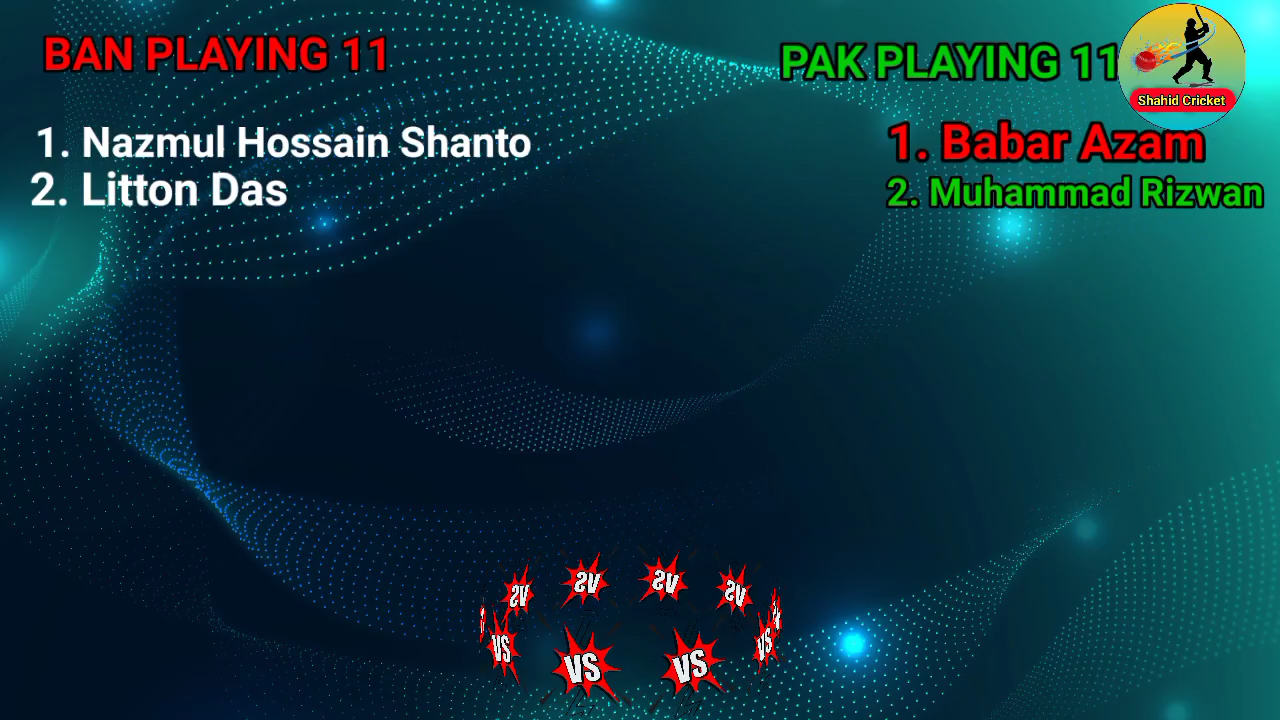 BAN PLAYING 11
1. Nazmul Hossain Shanto
2. Litton Das
PAK PLAYING 11
Shahid Cricket
1. Babar Azam
2. Muhammad Rizwan
VS
VS
VS
VS
VS
VS
VS
VS